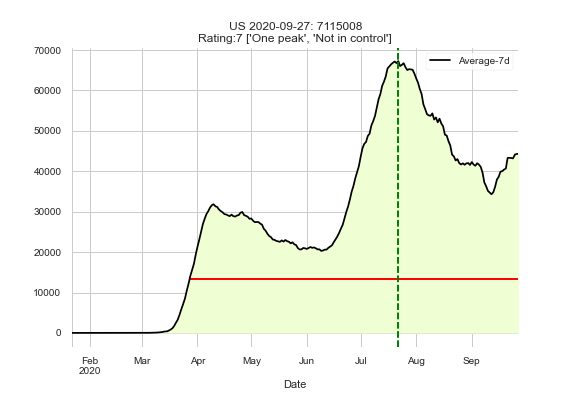 US 2020-09-27: 7115008
Rating:7 ['One peak', 'Not in control']
Average-7d
70000
60000
50000
40000
30000
20000
10000
0
Feb Mar Apr May Jun Jul Aug Sep
2020
Date